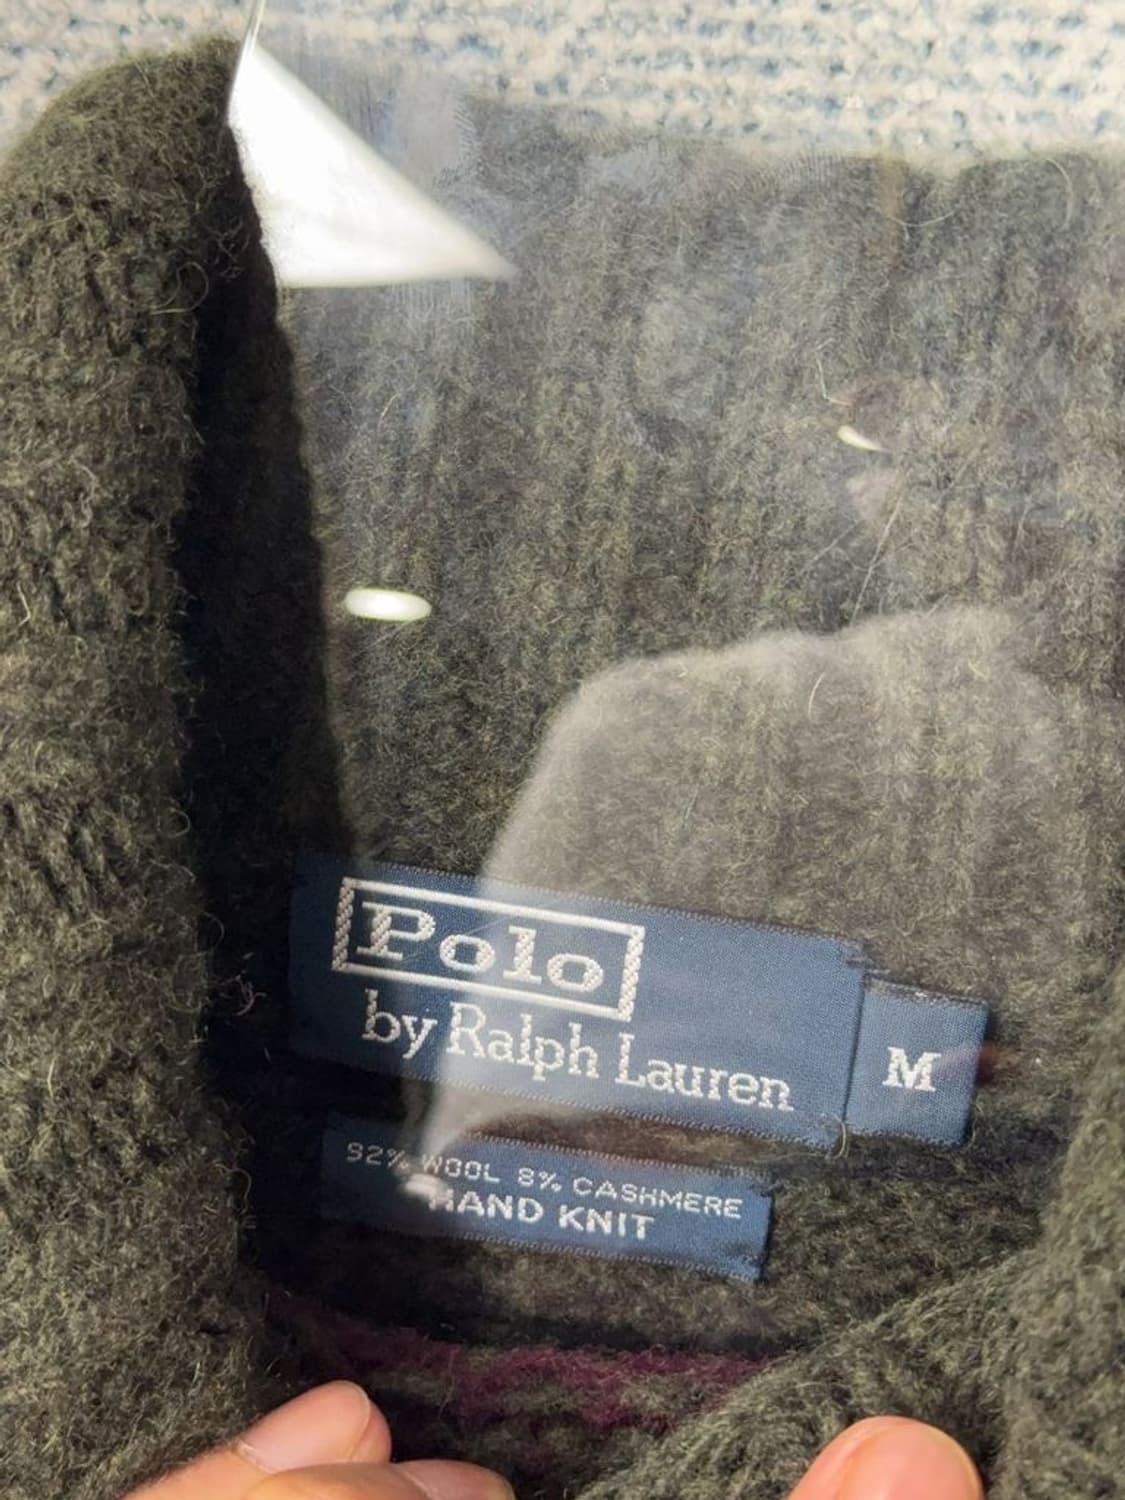 Polo
by Ralph Lauren
M
92% WOOL 8% CASHMERE
HAND KNIT